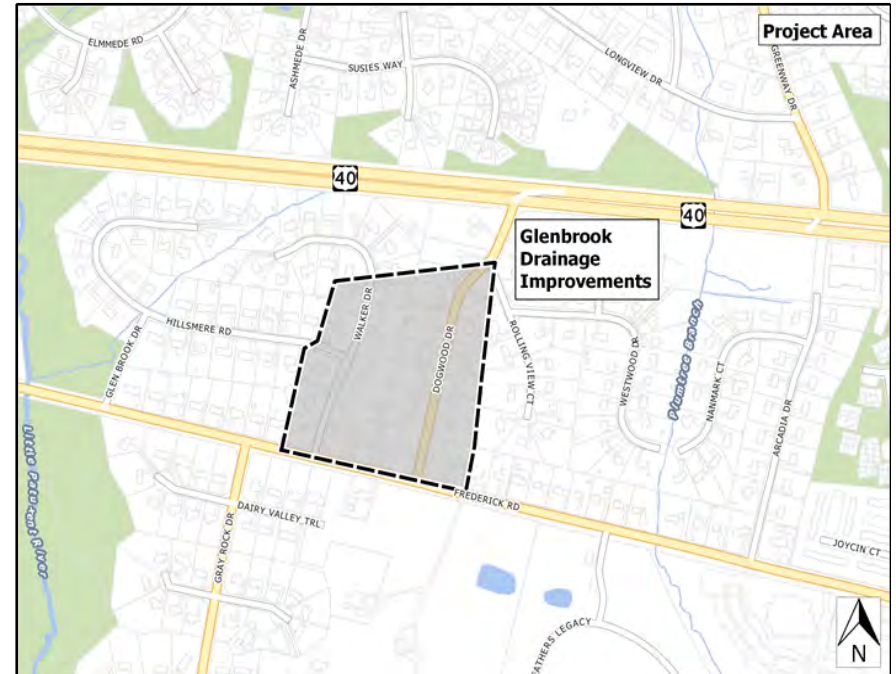 Project Area
ELMMEDE RD
ASHMEDE DR
SUSIES WAY
LONGVIEW DR
GREENWAY DR
40
40
Glenbrook
Drainage
Improvements
GLEN BROOK DR
HILLSMERE RD
WALKER DR
DOGWOOD DR
ROLLING VIEW CT
WESTWOOD DR
Plumtree Branch
NANMARK CT
ARCADIA DR
Little Patuxent River
FREDERICK RD
DAIRY VALLEY TRL
GRAY ROCK DR
JOYCIN CT
FATHERS LEGACY
N